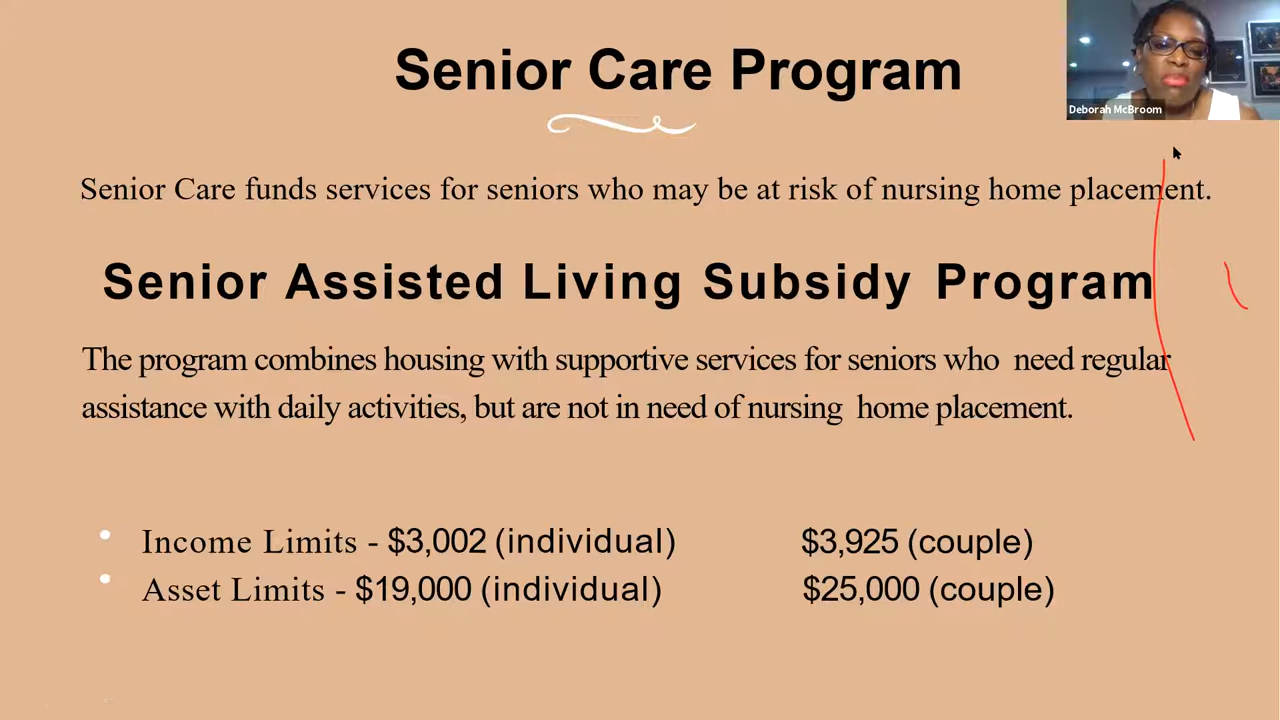 Senior Care Program
Deborah McBroom
Senior Care funds services for seniors who may be at risk of nursing home placement.
Senior Assisted Living Subsidy Program
The program combines housing with supportive services for seniors who need regular
assistance with daily activities, but are not in need of nursing home placement.
• Income Limits - $3,002 (individual) $3,925 (couple)
• Asset Limits - $19,000 (individual) $25,000 (couple)